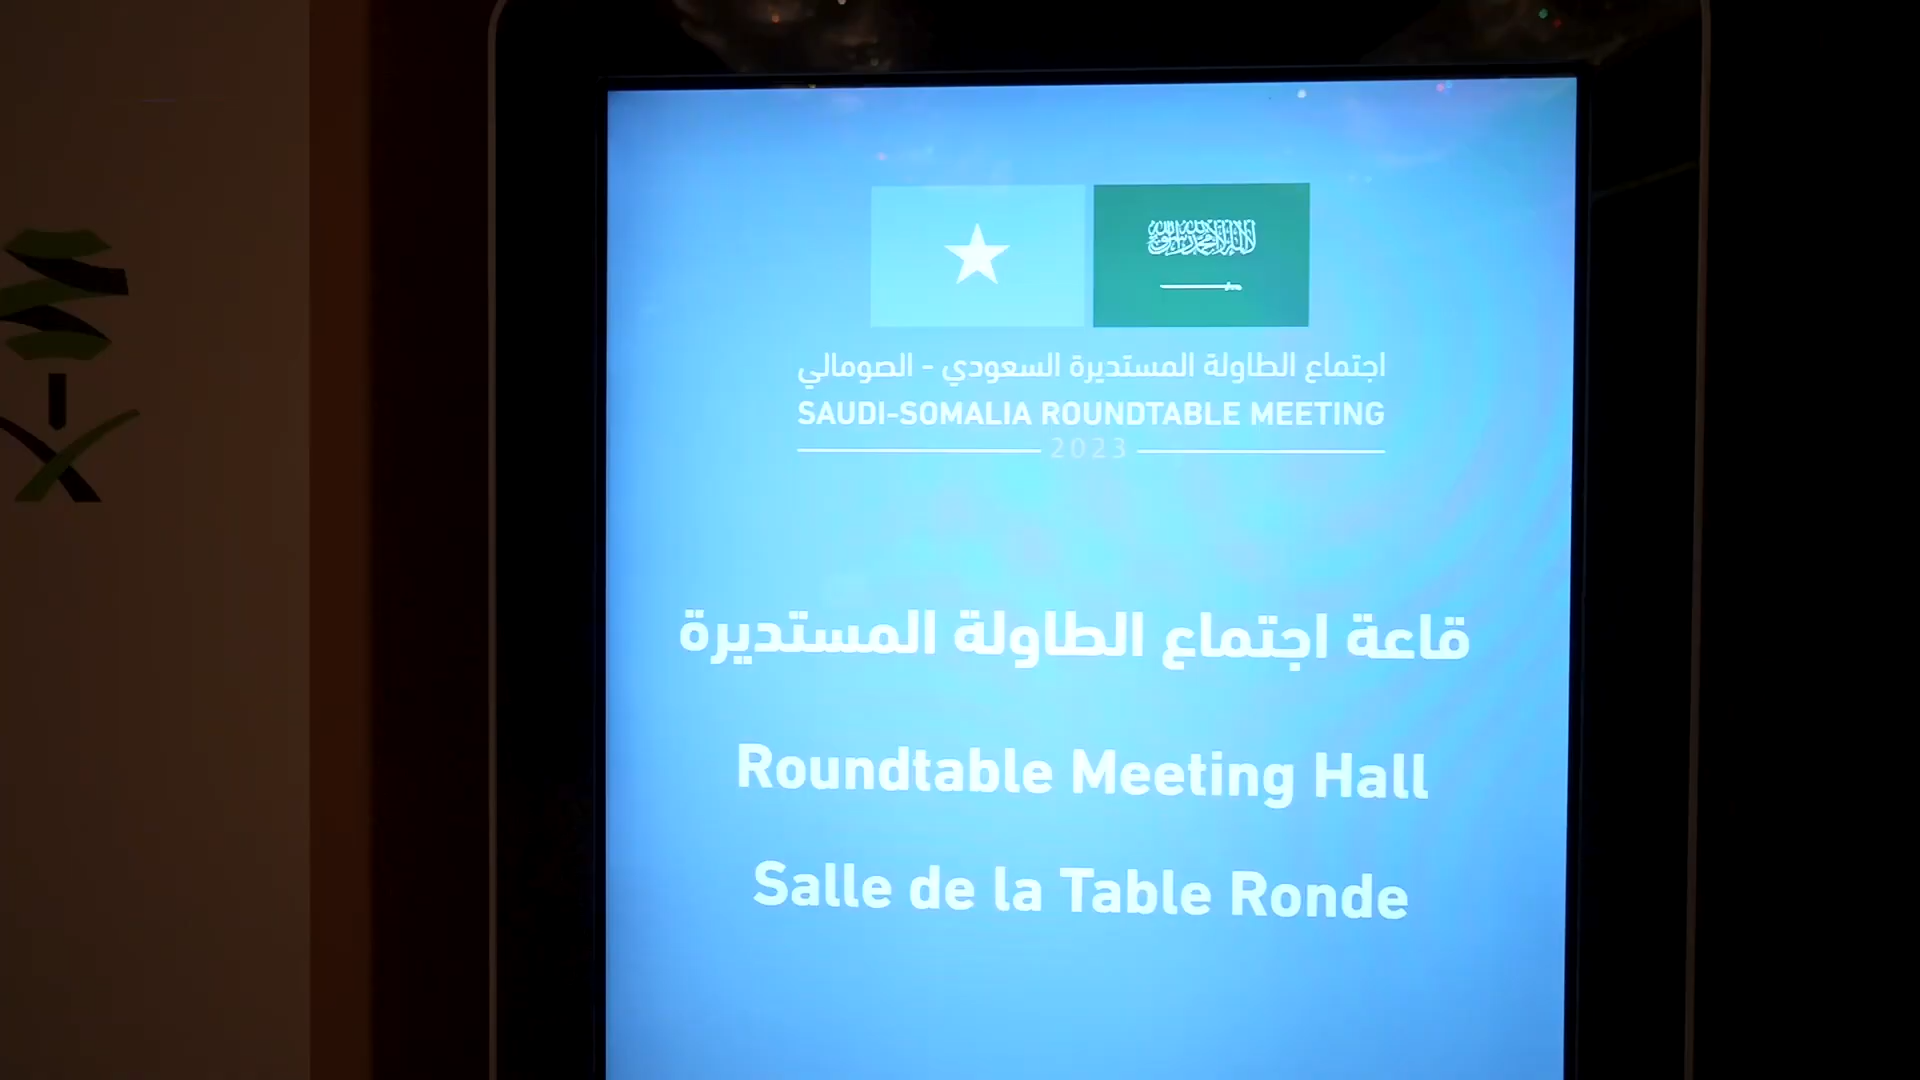 اجتماع الطاولة المستديرة السعودي - الصومالي
SAUDI-SOMALIA ROUNDTABLE MEETING
2023
قاعة اجتماع الطاولة المستديرة
Roundtable Meeting Hall
Salle de la Table Ronde